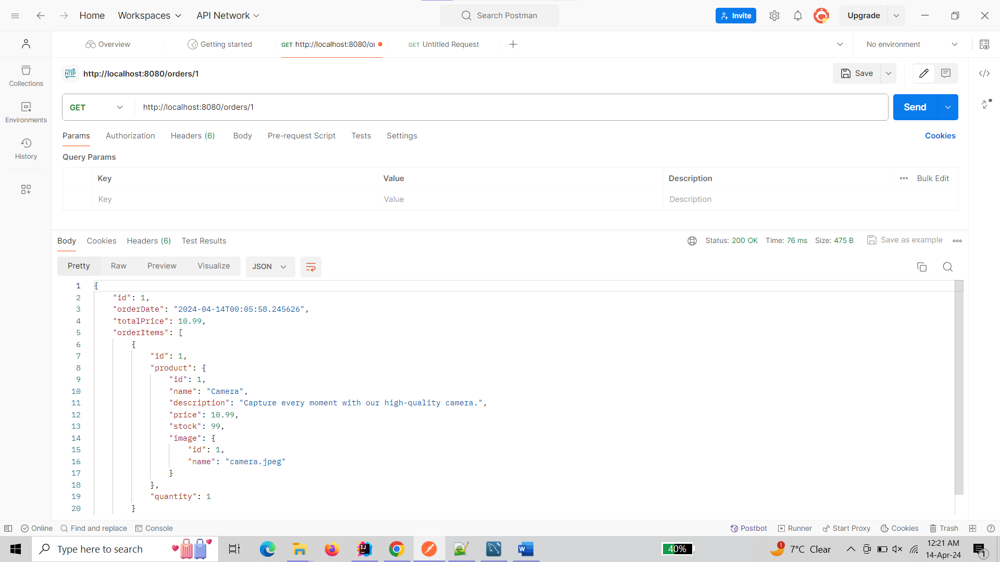 Home Workspaces API Network Search Postman Invite Upgrade
Overview Getting started GET http://localhost:8080/or GET Untitled Request No environment
HTTP http://localhost:8080/orders/1 Save
Collections
GET http://localhost:8080/orders/1 Send
Environments
Params Authorization Headers (6) Body Pre-request Script Tests Settings Cookies
History
Query Params
Key Value Description Bulk Edit
Key Value Description
Body Cookies Headers (6) Test Results Status: 200 OK Time: 76 ms Size: 475 B Save as example
Pretty Raw Preview Visualize JSON
1 {
2 "id": 1,
3 "orderDate": "2024-04-14T00:05:58.245626",
4 "totalPrice": 10.99,
5 "orderItems": [
6 {
7 "id": 1,
8 "product": {
9 "id": 1,
10 "name": "Camera",
11 "description": "Capture every moment with our high-quality camera.",
12 "price": 10.99,
13 "stock": 99,
14 "image": {
15 "id": 1,
16 "name": "camera.jpeg"
17 }
18 },
19 "quantity": 1
20 }
Online Find and replace Console Postbot Runner Start Proxy Cookies Trash
Type here to search IJ W 40% 1 7°C Clear 12:21 AM
14-Apr-24 1